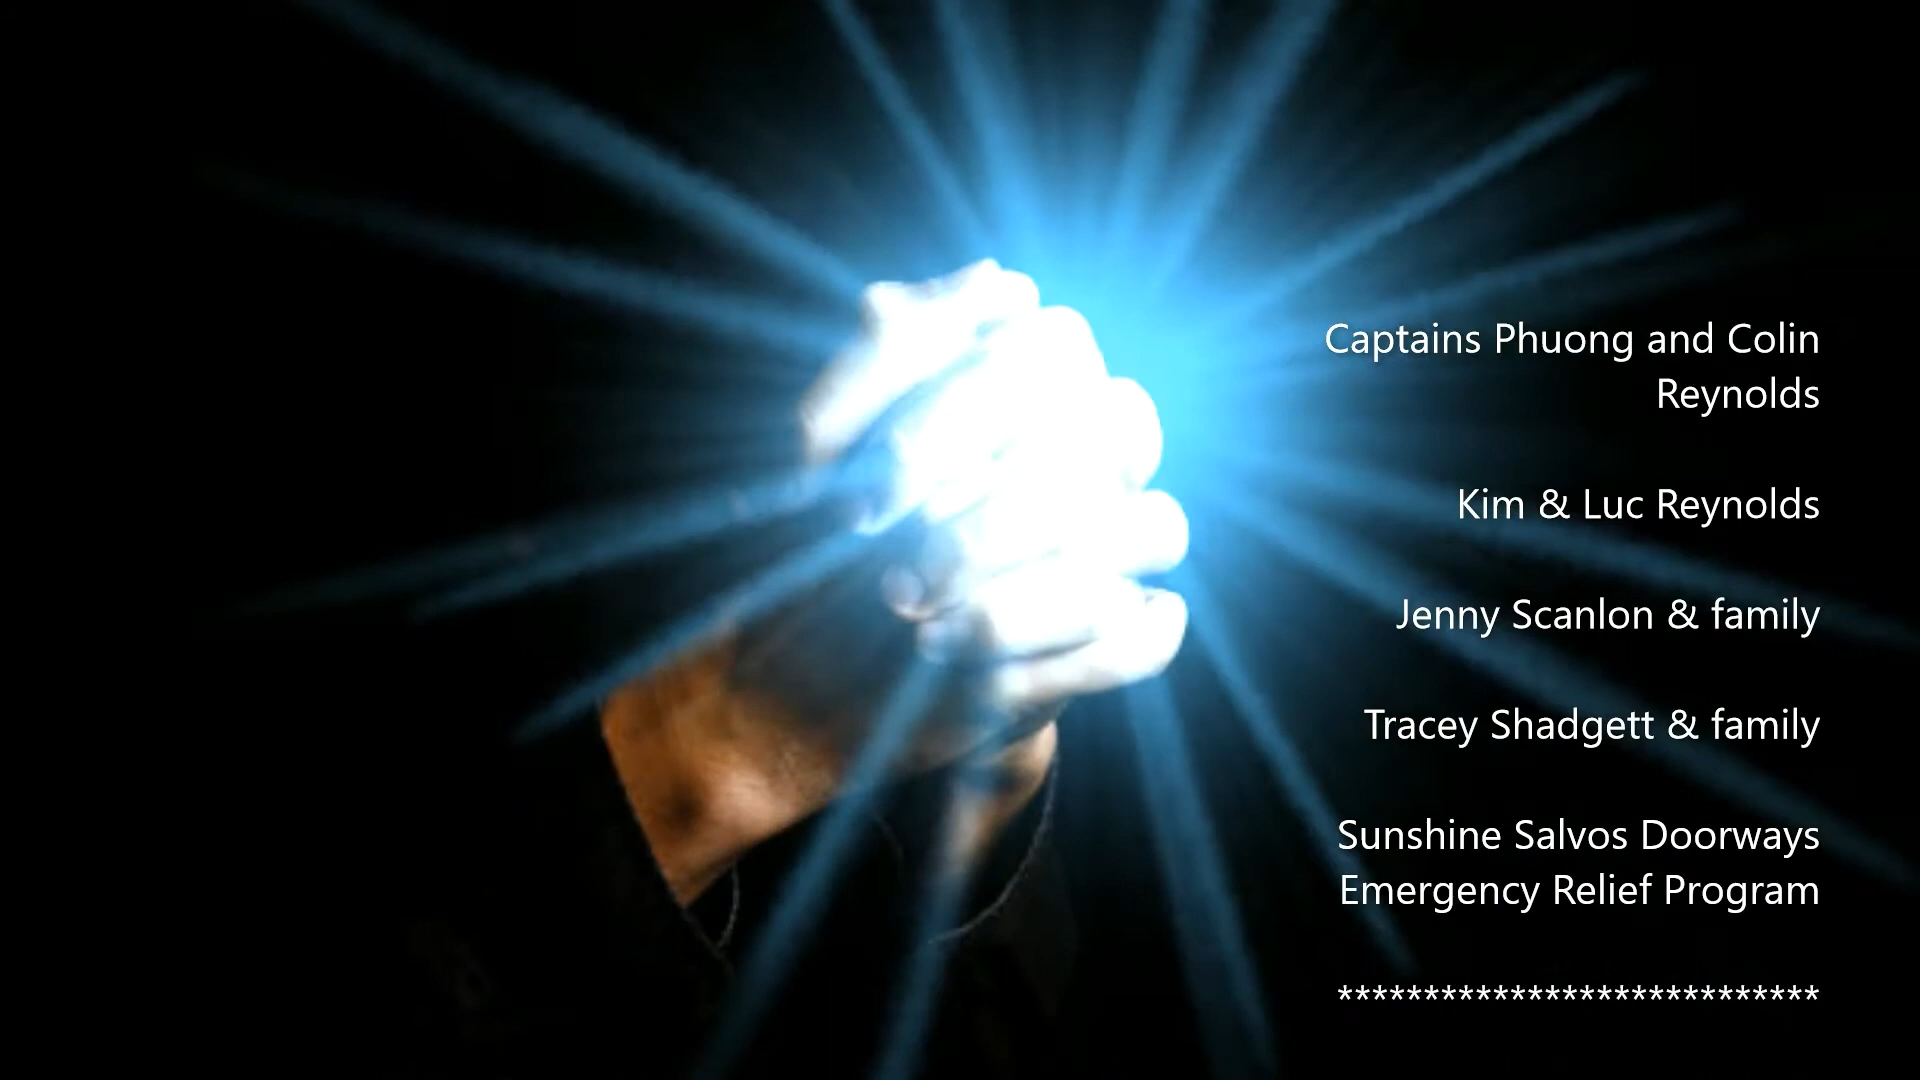 Captains Phuong and Colin
Reynolds
Kim & Luc Reynolds
Jenny Scanlon & family
Tracey Shadgett & family
Sunshine Salvos Doorways
Emergency Relief Program
****************************